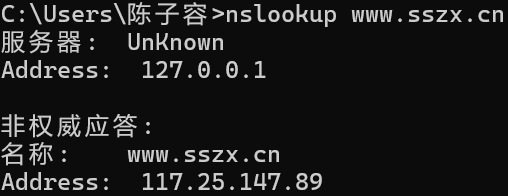 C:\Users\陈子容>nslookup www.sszx.cn
服务器:  UnKnown
Address:  127.0.0.1

非权威应答:
名称:    www.sszx.cn
Address:  117.25.147.89